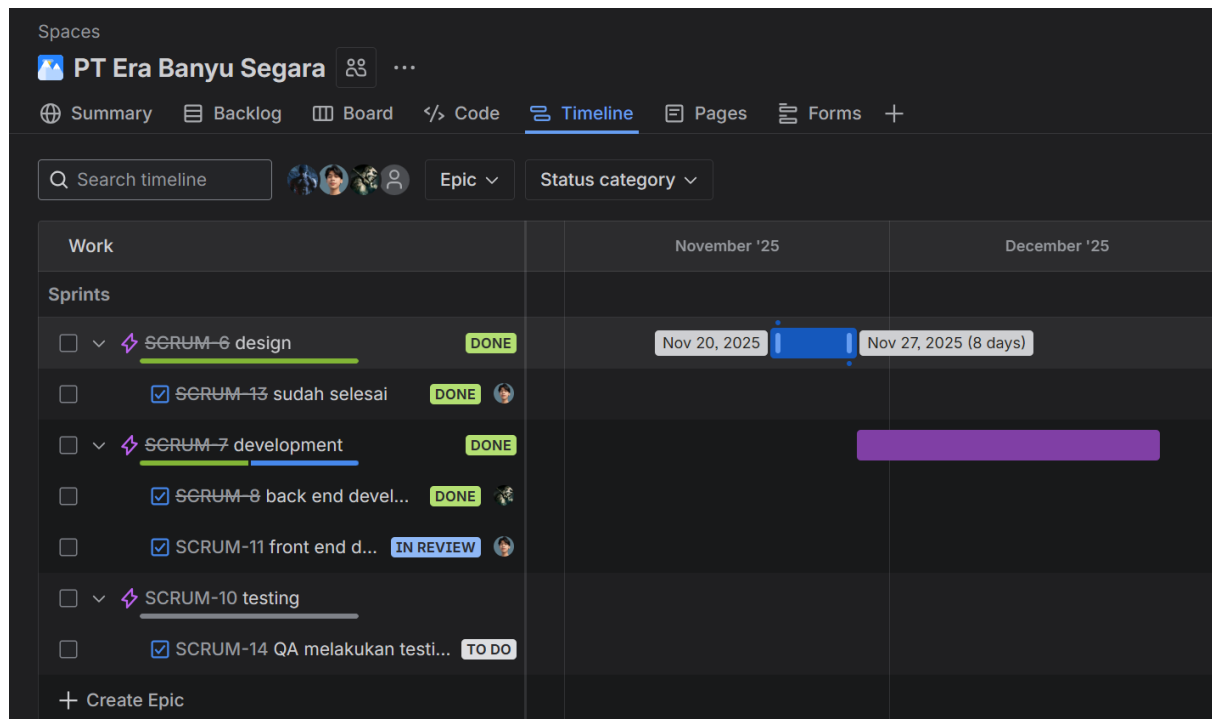 Spaces
PT Era Banyu Segara
Summary Backlog Board Code Timeline Pages Forms
Search timeline Epic Status category
Work November '25 December '25
Sprints
SCRUM-6 design DONE Nov 20, 2025 Nov 27, 2025 (8 days)
SCRUM-13 sudah selesai DONE
SCRUM-7 development DONE
SCRUM-8 back end devel... DONE
SCRUM-11 front end d... IN REVIEW
SCRUM-10 testing
SCRUM-14 QA melakukan testi... TO DO
Create Epic